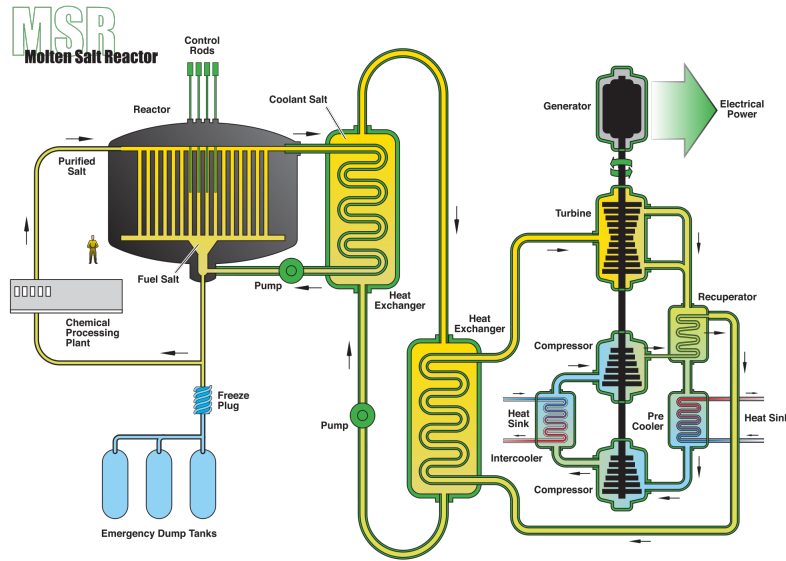 MSR
Molten Salt Reactor
Control
Rods
Reactor
Coolant Salt
Generator
Electrical
Power
Purified
Salt
Turbine
Fuel Salt
Pump
Heat
Exchanger
Recuperator
Chemical
Processing
Plant
Heat
Exchanger
Compressor
Freeze
Plug
Pump
Heat
Sink
Pre
Cooler
Heat Sink
Intercooler
Compressor
Emergency Dump Tanks